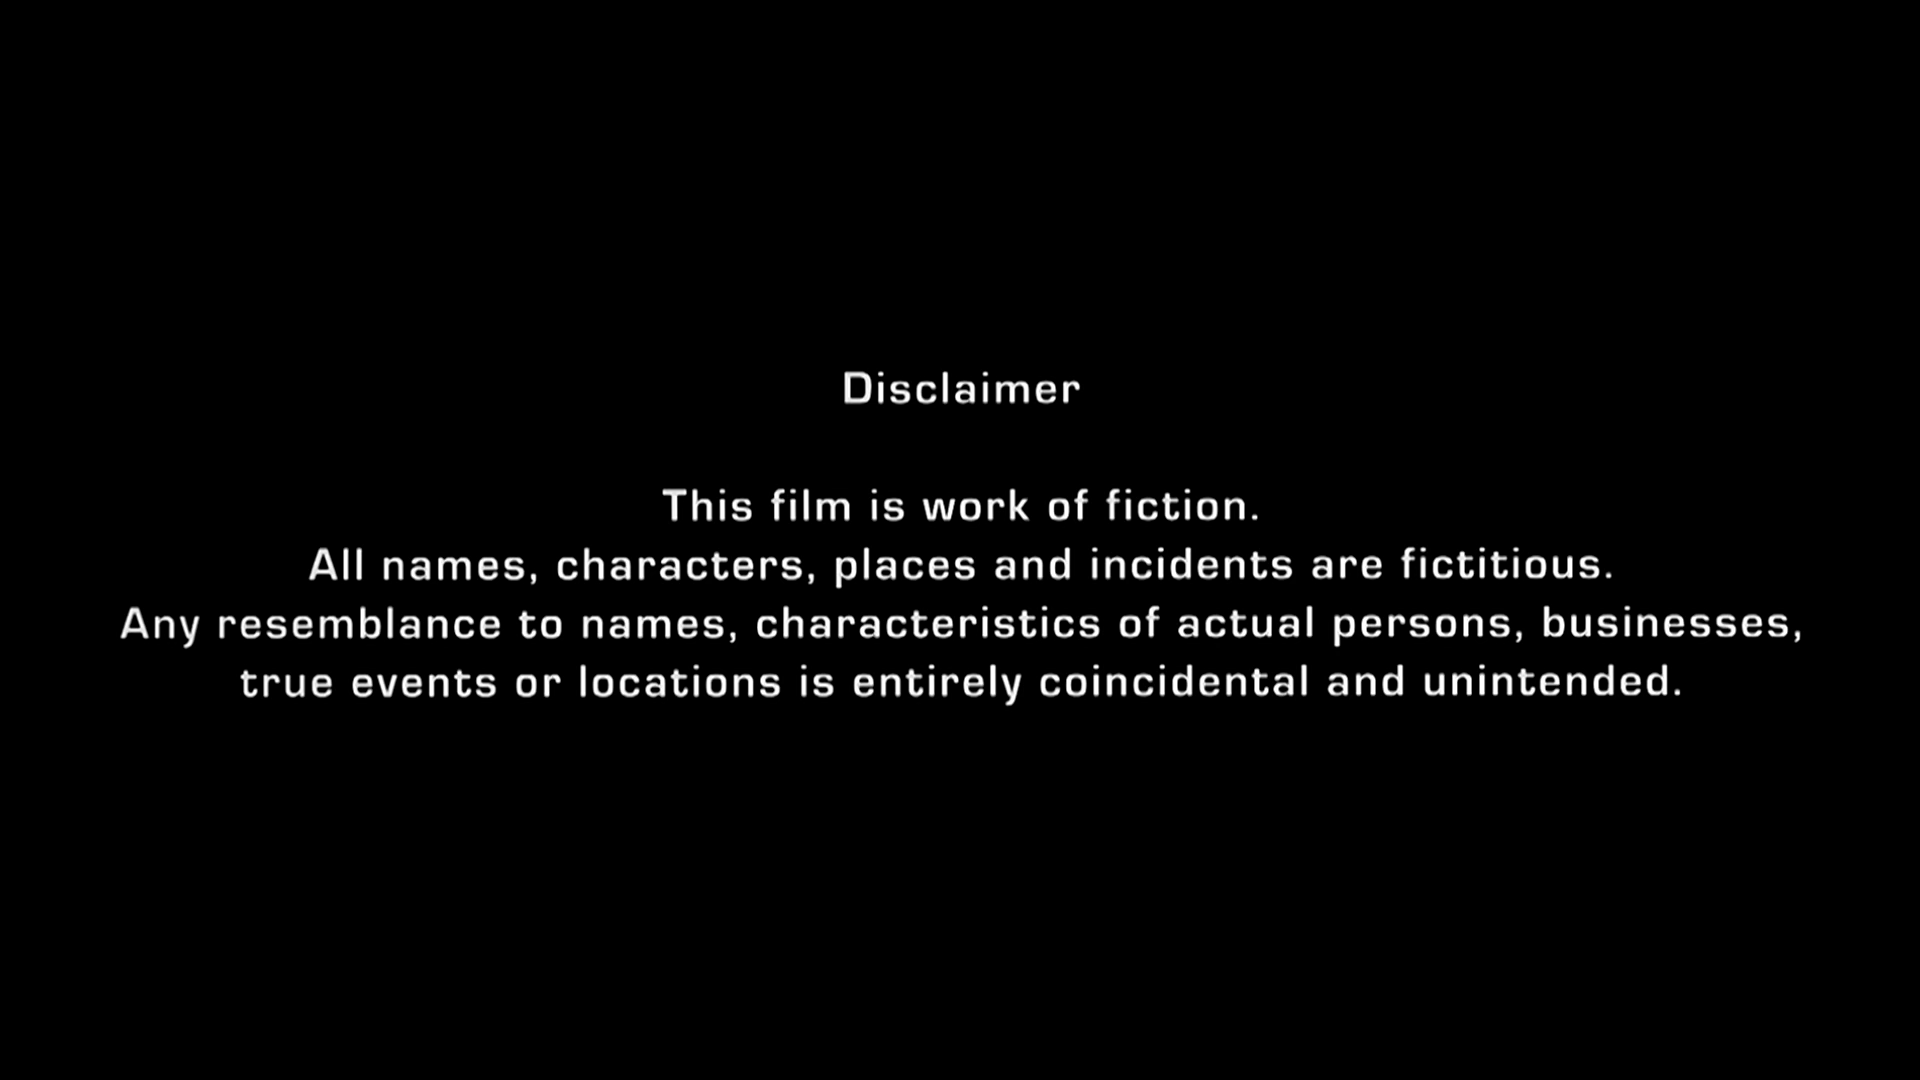 Disclaimer
This film is work of fiction.
All names, characters, places and incidents are fictitious.
Any resemblance to names, characteristics of actual persons, businesses,
true events or locations is entirely coincidental and unintended.